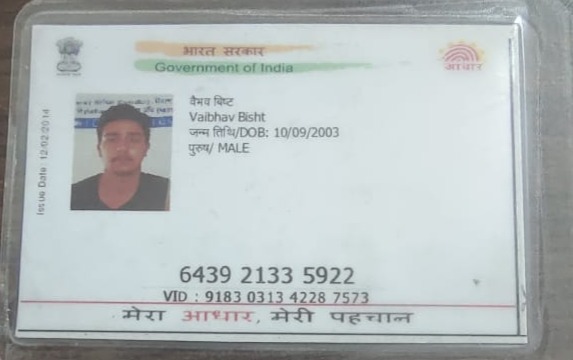 भारत सरकार
Government of India
आधार
Issue Date: 12/02/2014
वैभव बिष्ट
Vaibhav Bisht
जन्म तिथि/DOB: 10/09/2003
पुरुष/ MALE
6439 2133 5922
VID : 9183 0313 4228 7573
मेरा आधार, मेरी पहचान